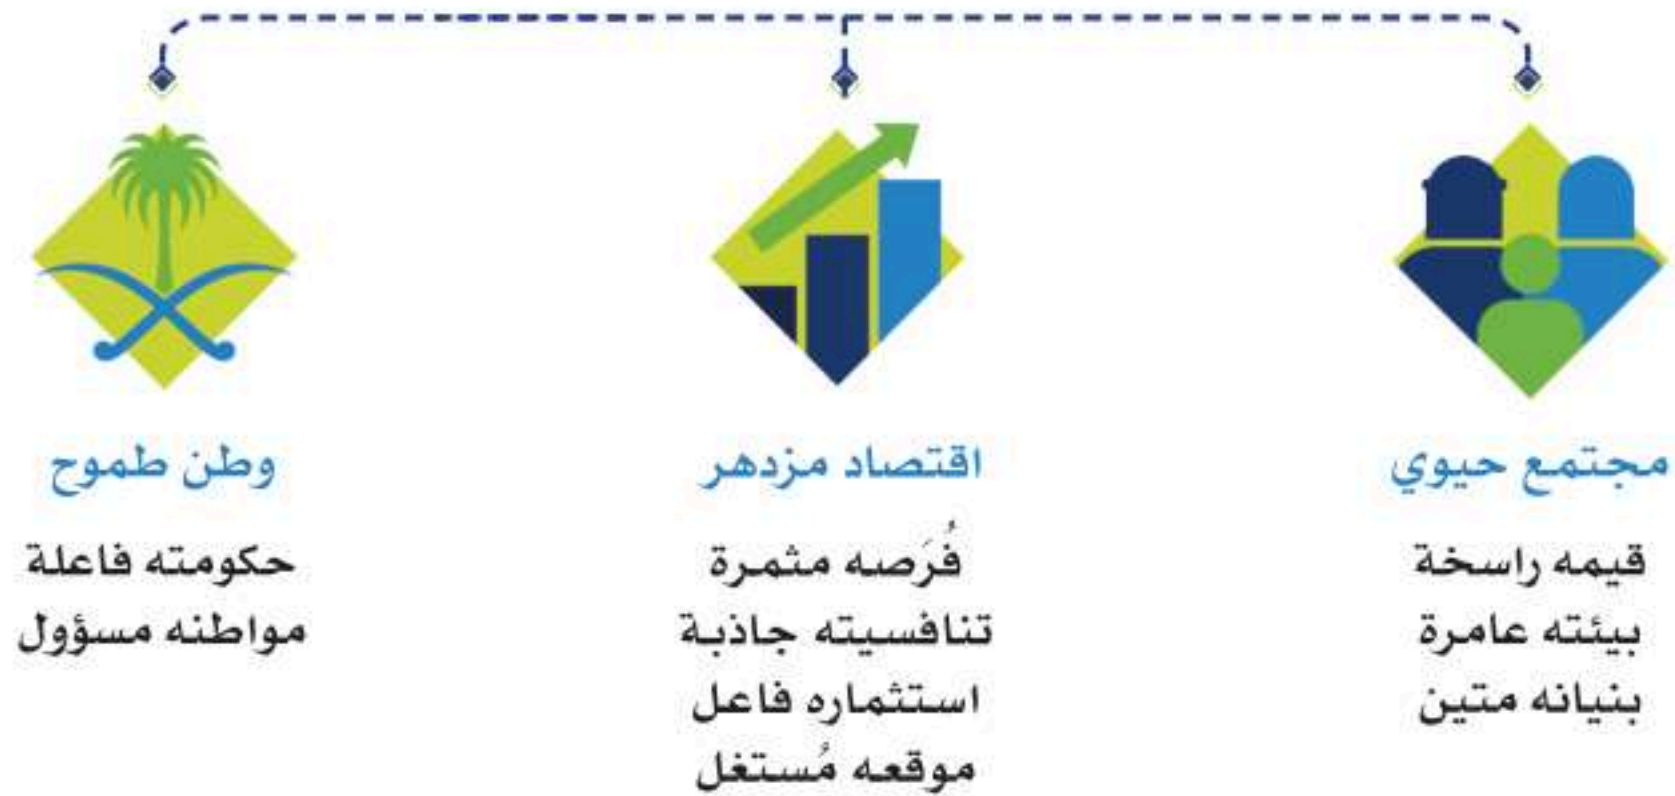 مجتمع حيوي
قيمه راسخة
بيئته عامرة
بنيانه متين
اقتصاد مزدهر
فُرَصه مثمرة
تنافسيته جاذبة
استثماره فاعل
موقعه مُستغل
وطن طموح
حكومته فاعلة
مواطنه مسؤول